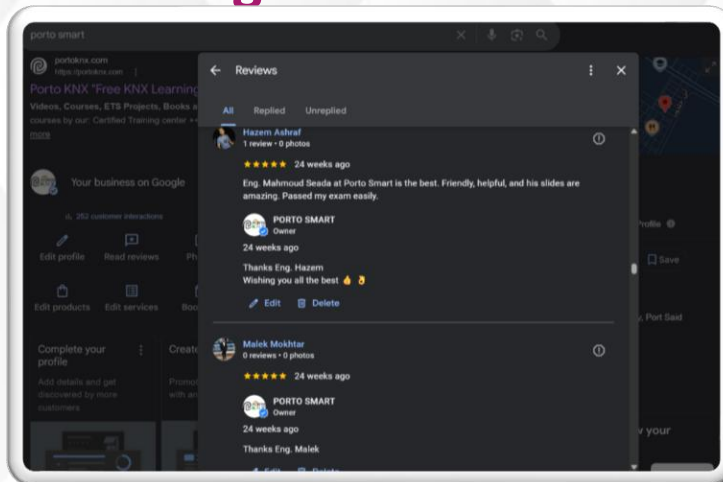 porto smart
portoknx.com
https://portoknx.com
Porto KNX "Free KNX Learning
Videos, Courses, ETS Projects, Books a
courses by our: Certified Training center
more
Your business on Google
252 customer interactions
Edit profile
Read reviews
Edit products
Edit services
Complete your
profile
Add details and get
discovered by more
customers
Reviews
All
Replied
Unreplied
Hazem Ashraf
1 review • 0 photos
24 weeks ago
Eng. Mahmoud Seada at Porto Smart is the best. Friendly, helpful, and his slides are
amazing. Passed my exam easily.
PORTO SMART
Owner
24 weeks ago
Thanks Eng. Hazem
Wishing you all the best 👍 👌
Edit
Delete
Malek Mokhtar
0 reviews • 0 photos
24 weeks ago
PORTO SMART
Owner
24 weeks ago
Thanks Eng. Malek
Edit
Delete
Save
Port Said